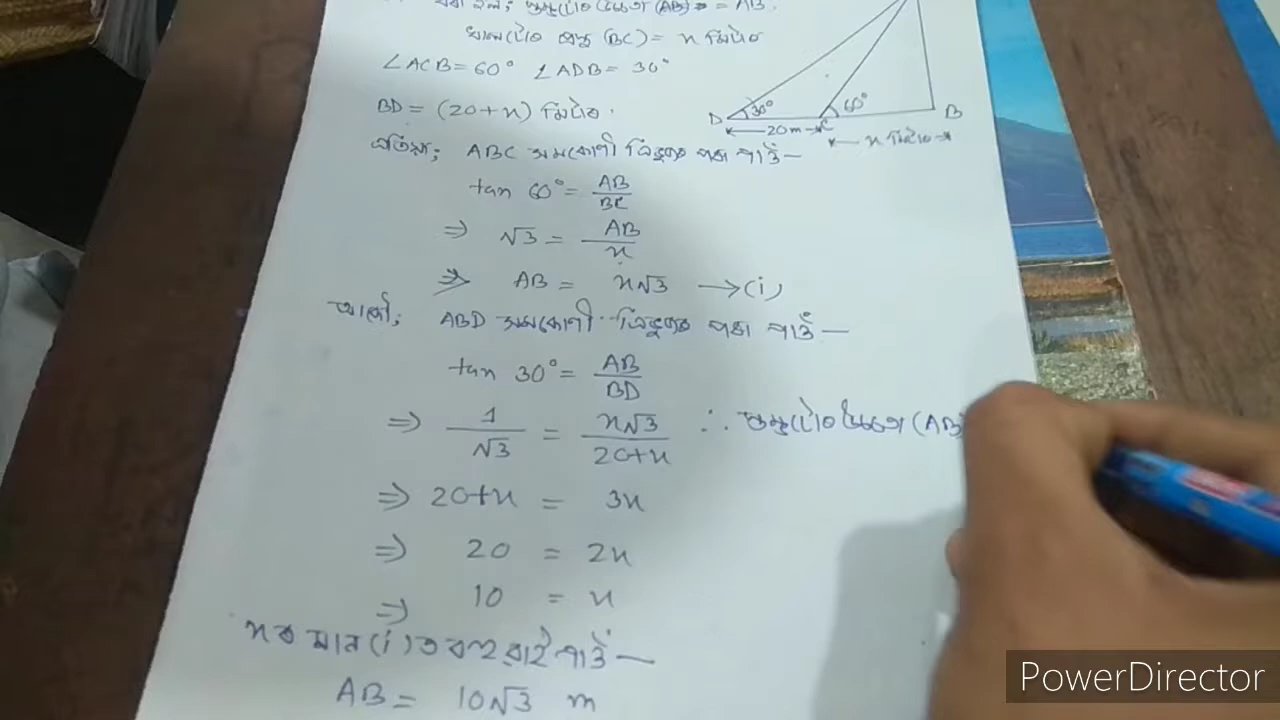 ধৰা হ'ল; স্তম্ভটোৰ উচ্চতা (AB) = AB.
খালটোৰ প্রস্থ (BC) = x মিটাৰ
∠ACB = 60° ∠ADB = 30°
BD = (20+x) মিটাৰ.
D 30° C 60° B
20m
x মিটাৰ
এতিয়া; ABC সমকোণী ত্রিভুজৰ পৰা পাওঁ —
tan 60° = AB/BC
⇒ √3 = AB/x
⇒ AB = x√3 → (i)
আকৌ; ABD সমকোণী ত্রিভুজৰ পৰা পাওঁ —
tan 30° = AB/BD
⇒ 1/√3 = x√3/20+x ∴ স্তম্ভটোৰ উচ্চতা (AB)
⇒ 20+x = 3x
⇒ 20 = 2x
⇒ 10 = x
xৰ মান (i) ত বহুৱাই পাওঁ —
AB = 10√3 m
PowerDirector